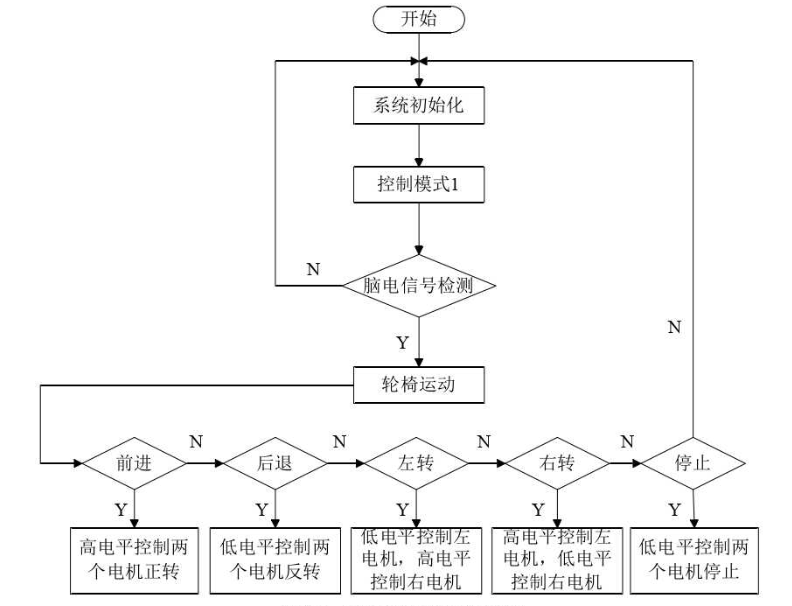 开始
系统初始化
控制模式1
N
脑电信号检测
N
Y
轮椅运动
N
N
N
N
前进
后退
左转
右转
停止
Y
Y
Y
Y
Y
高电平控制两
个电机正转
低电平控制两
个电机反转
低电平控制左
电机，高电平
控制右电机
高电平控制左
电机，低电平
控制右电机
低电平控制两
个电机停止